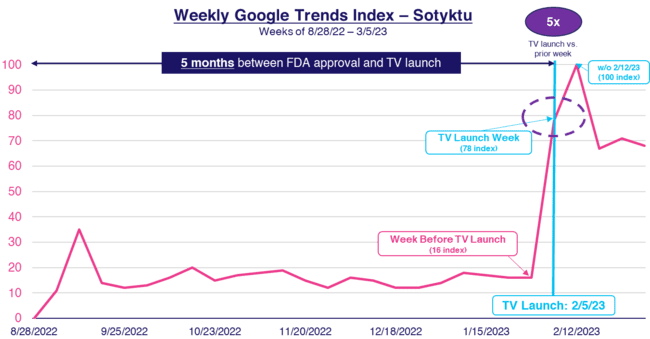 Weekly Google Trends Index – Sotyktu
Weeks of 8/28/22 – 3/5/23
5x
TV launch vs.
prior week
5 months between FDA approval and TV launch
w/o 2/12/23
(100 index)
TV Launch Week
(78 index)
Week Before TV Launch
(16 index)
TV Launch: 2/5/23
100
90
80
70
60
50
40
30
20
10
0
8/28/2022 9/25/2022 10/23/2022 11/20/2022 12/18/2022 1/15/2023 2/12/2023